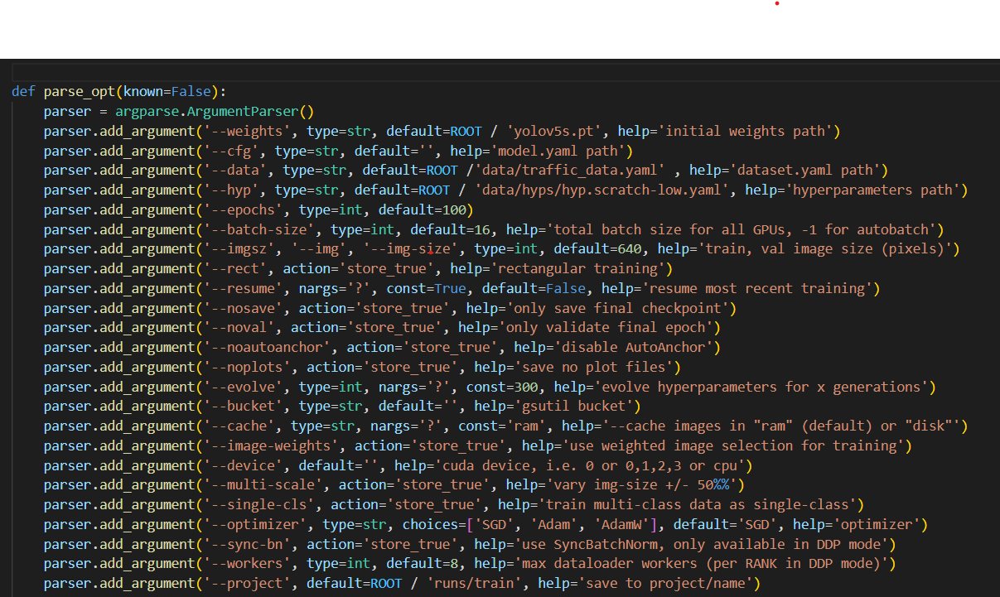 def parse_opt(known=False):
    parser = argparse.ArgumentParser()
    parser.add_argument('--weights', type=str, default=ROOT / 'yolov5s.pt', help='initial weights path')
    parser.add_argument('--cfg', type=str, default='', help='model.yaml path')
    parser.add_argument('--data', type=str, default=ROOT /'data/traffic_data.yaml' , help='dataset.yaml path')
    parser.add_argument('--hyp', type=str, default=ROOT / 'data/hyps/hyp.scratch-low.yaml', help='hyperparameters path')
    parser.add_argument('--epochs', type=int, default=100)
    parser.add_argument('--batch-size', type=int, default=16, help='total batch size for all GPUs, -1 for autobatch')
    parser.add_argument('--imgsz', '--img', '--img-size', type=int, default=640, help='train, val image size (pixels)')
    parser.add_argument('--rect', action='store_true', help='rectangular training')
    parser.add_argument('--resume', nargs='?', const=True, default=False, help='resume most recent training')
    parser.add_argument('--nosave', action='store_true', help='only save final checkpoint')
    parser.add_argument('--noval', action='store_true', help='only validate final epoch')
    parser.add_argument('--noautoanchor', action='store_true', help='disable AutoAnchor')
    parser.add_argument('--noplots', action='store_true', help='save no plot files')
    parser.add_argument('--evolve', type=int, nargs='?', const=300, help='evolve hyperparameters for x generations')
    parser.add_argument('--bucket', type=str, default='', help='gsutil bucket')
    parser.add_argument('--cache', type=str, nargs='?', const='ram', help='--cache images in "ram" (default) or "disk"')
    parser.add_argument('--image-weights', action='store_true', help='use weighted image selection for training')
    parser.add_argument('--device', default='', help='cuda device, i.e. 0 or 0,1,2,3 or cpu')
    parser.add_argument('--multi-scale', action='store_true', help='vary img-size +/- 50%%')
    parser.add_argument('--single-cls', action='store_true', help='train multi-class data as single-class')
    parser.add_argument('--optimizer', type=str, choices=['SGD', 'Adam', 'AdamW'], default='SGD', help='optimizer')
    parser.add_argument('--sync-bn', action='store_true', help='use SyncBatchNorm, only available in DDP mode')
    parser.add_argument('--workers', type=int, default=8, help='max dataloader workers (per RANK in DDP mode)')
    parser.add_argument('--project', default=ROOT / 'runs/train', help='save to project/name')